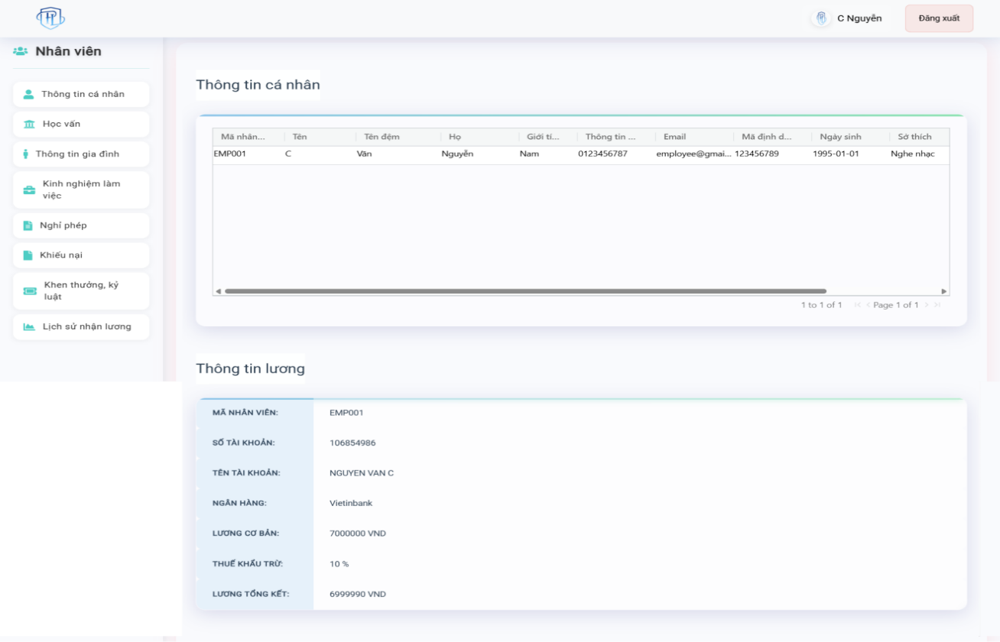 C Nguyễn
Đăng xuất
Nhân viên
Thông tin cá nhân
Học vấn
Thông tin gia đình
Kinh nghiệm làm
việc
Nghỉ phép
Khiếu nại
Khen thưởng, kỷ
luật
Lịch sử nhận lương
Thông tin cá nhân
Mã nhân... Tên Tên đệm Họ Giới tí... Thông tin ... Email Mã định d... Ngày sinh Sở thích
EMP001 C Văn Nguyễn Nam 0123456787 employee@gmai... 123456789 1995-01-01 Nghe nhạc
1 to 1 of 1 Page 1 of 1
Thông tin lương
MÃ NHÂN VIÊN: EMP001
SỐ TÀI KHOẢN: 106854986
TÊN TÀI KHOẢN: NGUYEN VAN C
NGÂN HÀNG: Vietinbank
LƯƠNG CƠ BẢN: 7000000 VND
THUẾ KHẤU TRỪ: 10 %
LƯƠNG TỔNG KẾT: 6999990 VND